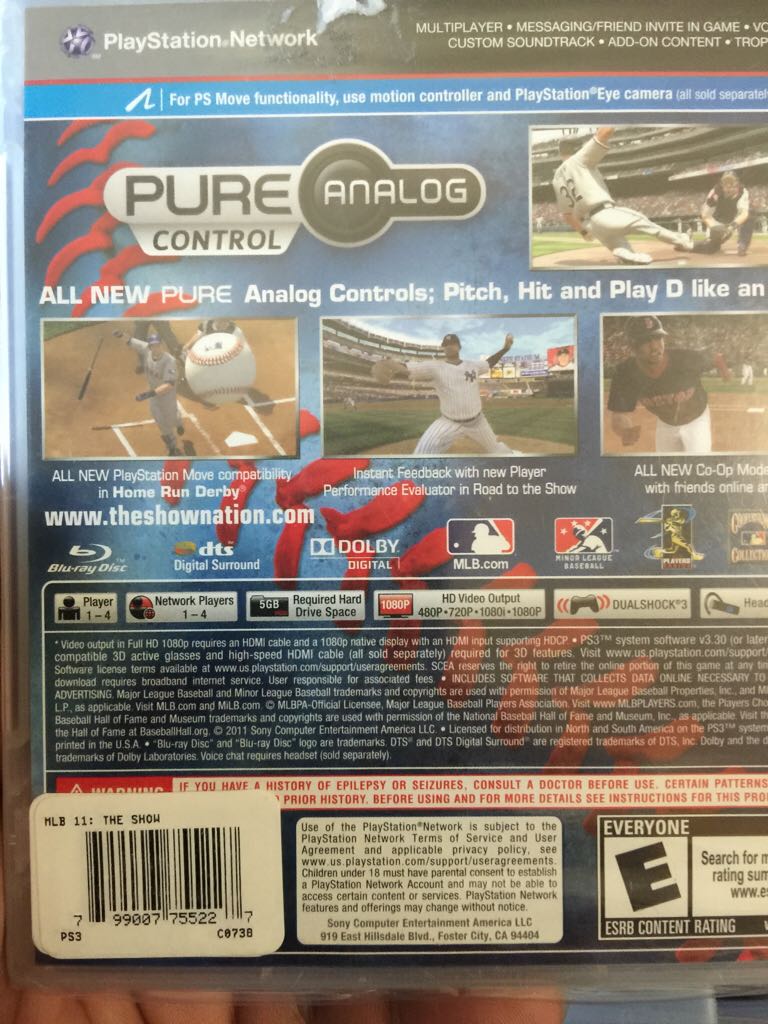 PlayStation®Network
MULTIPLAYER • MESSAGING/FRIEND INVITE IN GAME • VO
CUSTOM SOUNDTRACK • ADD-ON CONTENT • TROP
For PS Move functionality, use motion controller and PlayStation®Eye camera (all sold separately
PURE ANALOG
CONTROL
32
ALL NEW PURE Analog Controls; Pitch, Hit and Play D like an
ALL NEW PlayStation Move compatibility
in Home Run Derby®
Instant Feedback with new Player
Performance Evaluator in Road to the Show
ALL NEW Co-Op Mode
with friends online an
www.theshownation.com
Blu-ray Disc™
dts
Digital Surround
DOLBY
DIGITAL
MLB.com
MINOR LEAGUE
BASEBALL
PLAYERS
Player
1 – 4
Network Players
1 – 4
5GB
Required Hard
Drive Space
1080P
HD Video Output
480P•720P•1080i•1080P
DUALSHOCK®3
Head
* Video output in Full HD 1080p requires an HDMI cable and a 1080p native display with an HDMI input supporting HDCP • PS3™ system software v3.30 (or later
compatible 3D active glasses and high-speed HDMI cable (all sold separately) required for 3D features. Visit www.us.playstation.com/support/
Software license terms available at www.us.playstation.com/support/useragreements. SCEA reserves the right to retire the online portion of this game at any tim
download requires broadband internet service. User responsible for associated fees. • INCLUDES SOFTWARE THAT COLLECTS DATA ONLINE NECESSARY TO
ADVERTISING. Major League Baseball and Minor League Baseball trademarks and copyrights are used with permission of Major League Baseball Properties, Inc., and ML
L.P., as applicable. Visit MLB.com and MiLB.com. © MLBPA-Official Licensee, Major League Baseball Players Association. Visit www.MLBPLAYERS.com, the Players Cho
Baseball Hall of Fame and Museum trademarks and copyrights are used with permission of the National Baseball Hall of Fame and Museum, Inc., as applicable. Visit th
the Hall of Fame at BaseballHall.org. © 2011 Sony Computer Entertainment America LLC. • Licensed for distribution in North and South America on the PS3™ system
printed in the U.S.A. • "Blu-ray Disc" and "Blu-ray Disc" logo are trademarks. DTS® and DTS Digital Surround® are registered trademarks of DTS, Inc. Dolby and the d
trademarks of Dolby Laboratories. Voice chat requires headset (sold separately).
WARNING
IF YOU HAVE A HISTORY OF EPILEPSY OR SEIZURES, CONSULT A DOCTOR BEFORE USE. CERTAIN PATTERNS
PRIOR HISTORY. BEFORE USING AND FOR MORE DETAILS SEE INSTRUCTIONS FOR THIS PRO
MLB 11: THE SHOW
7 99007 75522 7
PS3 C073B
Use of the PlayStation®Network is subject to the
PlayStation Network Terms of Service and User
Agreement and applicable privacy policy, see
www.us.playstation.com/support/useragreements.
Children under 18 must have parental consent to establish
a PlayStation Network Account and may not be able to
access certain content or services. PlayStation Network
features and offerings may change without notice.
Sony Computer Entertainment America LLC
919 East Hillsdale Blvd., Foster City, CA 94404
EVERYONE
E
ESRB CONTENT RATING
Search for m
rating sum
www.es